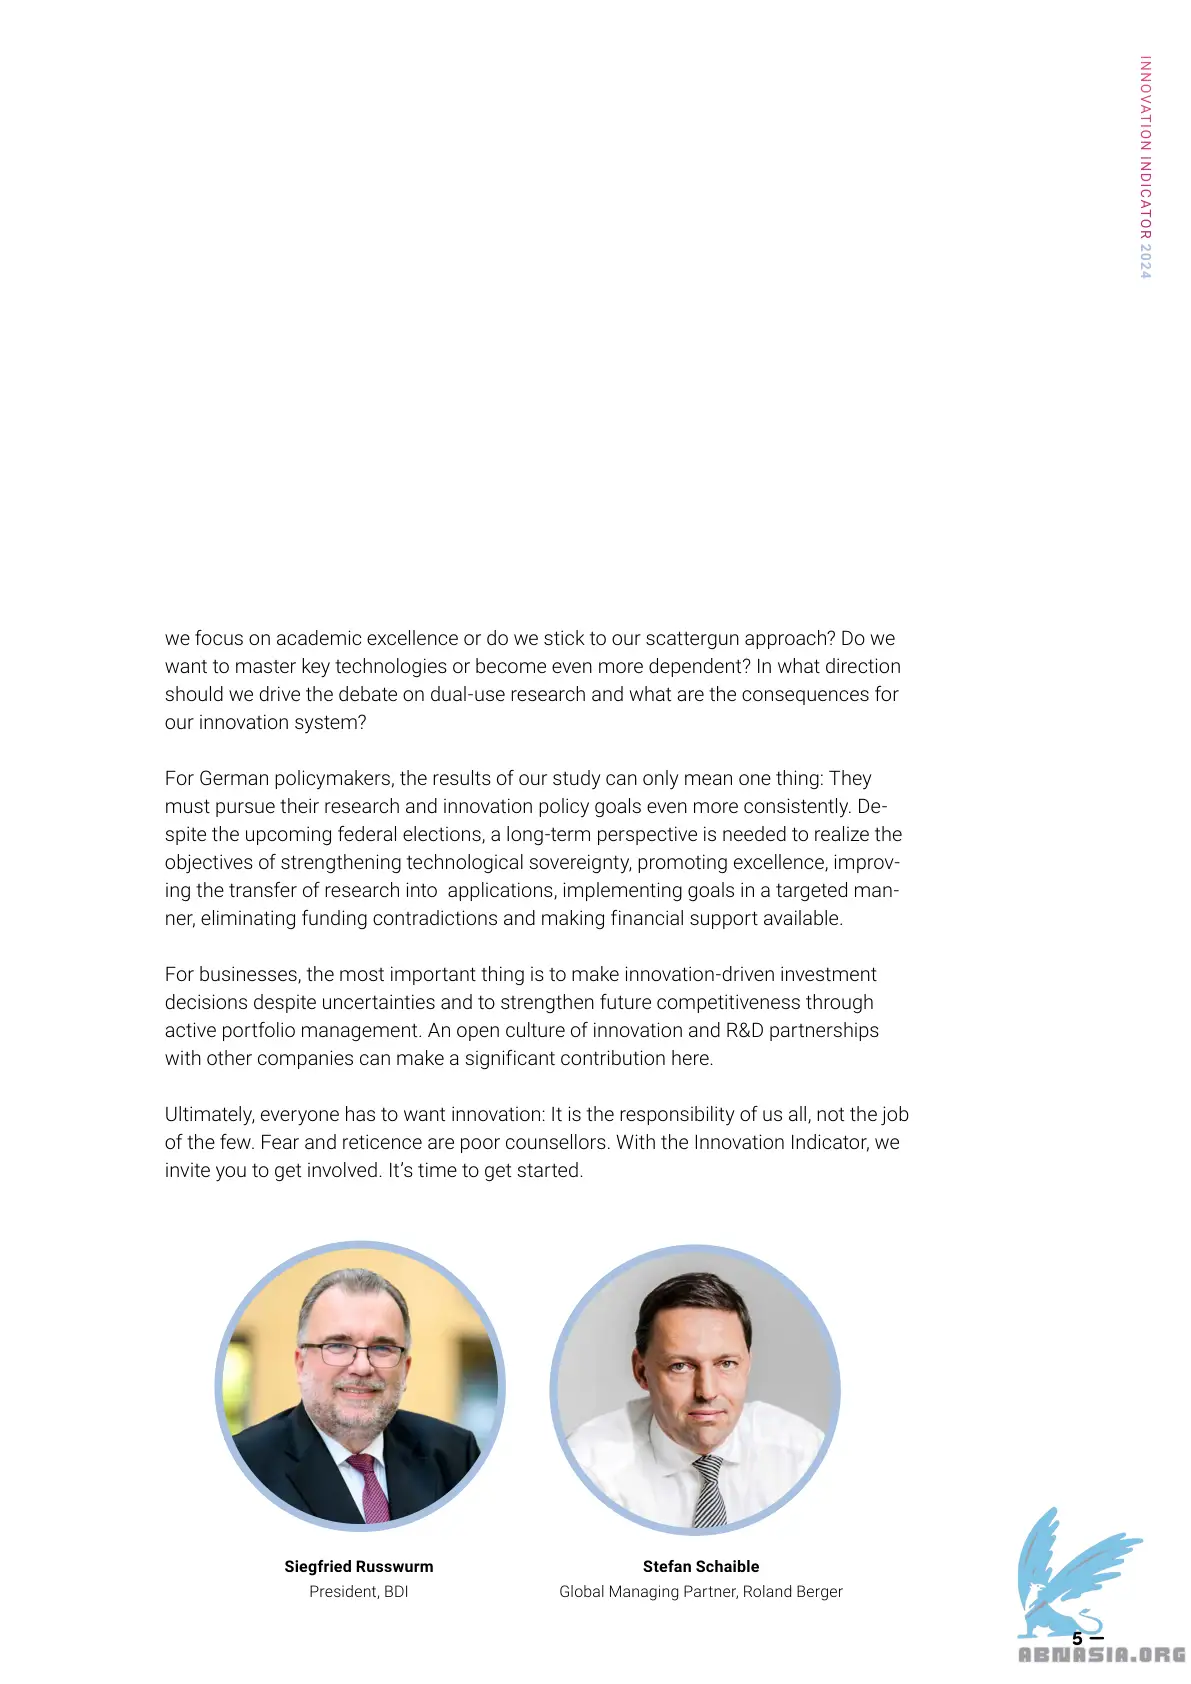 INNOVATION INDICATOR 2024
we focus on academic excellence or do we stick to our scattergun approach? Do we
want to master key technologies or become even more dependent? In what direction
should we drive the debate on dual-use research and what are the consequences for
our innovation system?
For German policymakers, the results of our study can only mean one thing: They
must pursue their research and innovation policy goals even more consistently. De-
spite the upcoming federal elections, a long-term perspective is needed to realize the
objectives of strengthening technological sovereignty, promoting excellence, improv-
ing the transfer of research into  applications, implementing goals in a targeted man-
ner, eliminating funding contradictions and making financial support available.
For businesses, the most important thing is to make innovation-driven investment
decisions despite uncertainties and to strengthen future competitiveness through
active portfolio management. An open culture of innovation and R&D partnerships
with other companies can make a significant contribution here.
Ultimately, everyone has to want innovation: It is the responsibility of us all, not the job
of the few. Fear and reticence are poor counsellors. With the Innovation Indicator, we
invite you to get involved. It’s time to get started.
Siegfried Russwurm
President, BDI
Stefan Schaible
Global Managing Partner, Roland Berger
5 —
ABNASIA.ORG